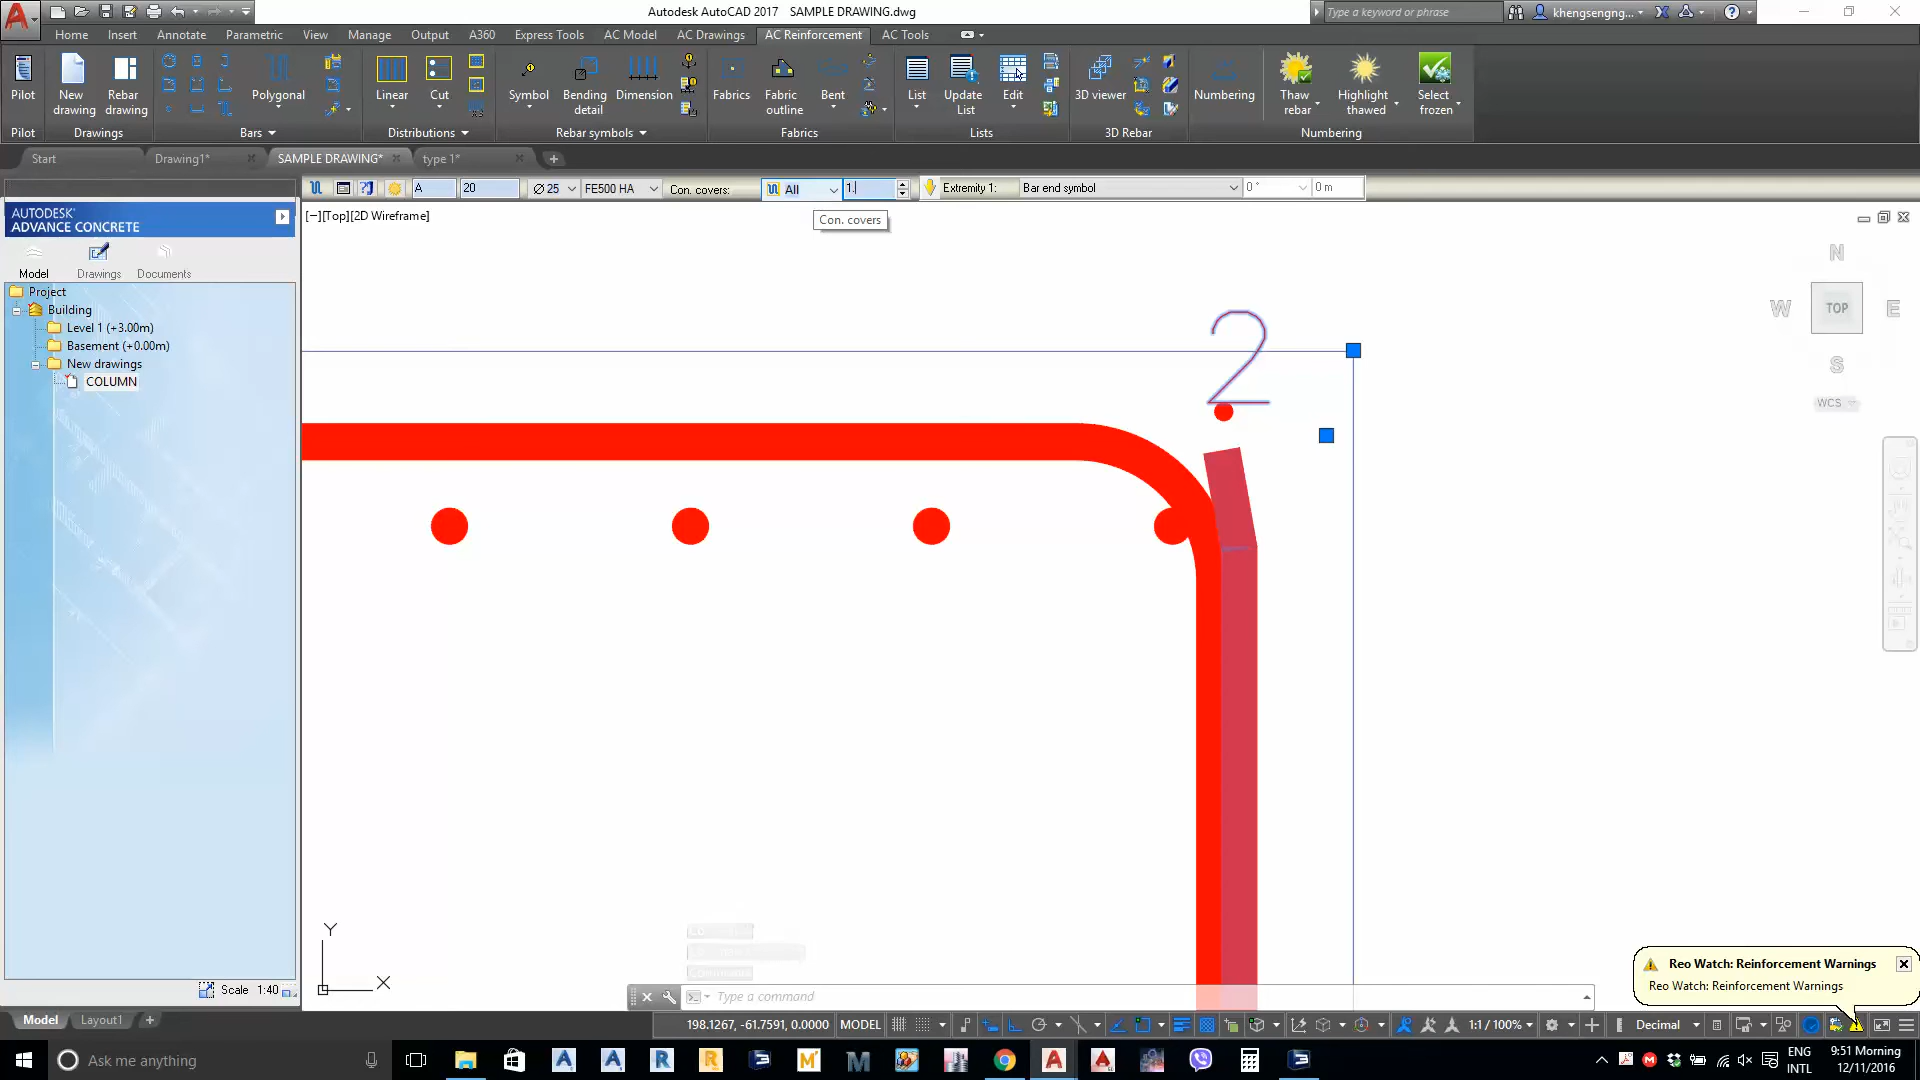 Autodesk AutoCAD 2017 SAMPLE DRAWING.dwg
Type a keyword or phrase
khengsengng...
Home Insert Annotate Parametric View Manage Output A360 Express Tools AC Model AC Drawings AC Reinforcement AC Tools
Pilot
New drawing
Rebar drawing
Polygonal
Linear
Cut
Symbol
Bending detail
Dimension
Fabrics
Fabric outline
Bent
List
Update List
Edit
3D viewer
Numbering
Thaw rebar
Highlight thawed
Select frozen
Pilot Drawings Bars Distributions Rebar symbols Fabrics Lists 3D Rebar Numbering
Start Drawing1* SAMPLE DRAWING* type 1*
A 20 Ø 25 FE500 HA Con. covers: All 1. Extremity 1: Bar end symbol 0 ° 0 m
Con. covers
AUTODESK®
ADVANCE CONCRETE
Model Drawings Documents
Project
Building
Level 1 (+3.00m)
Basement (+0.00m)
New drawings
COLUMN
Scale 1:40
[−][Top][2D Wireframe]
N
W TOP E
S
WCS
2
Y
X
Type a command
Reo Watch: Reinforcement Warnings
Reo Watch: Reinforcement Warnings
Model Layout1
198.1267, -61.7591, 0.0000 MODEL 1:1 / 100% Decimal
Ask me anything
ENG
INTL
9:51 Morning
12/11/2016